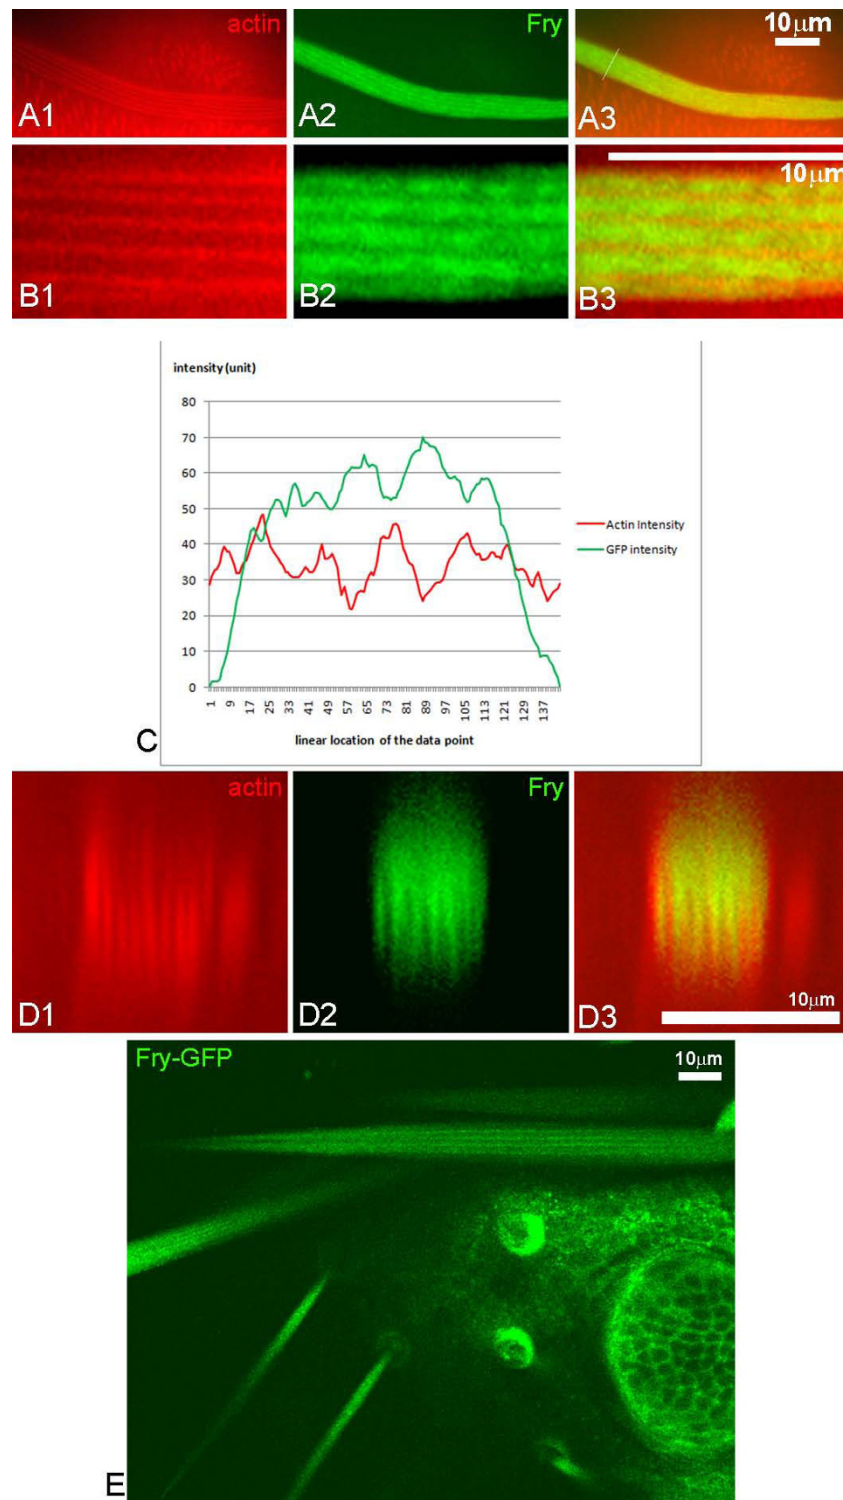 actin
Fry
10µm
A1
A2
A3
10µm
B1
B2
B3
intensity (unit)
80
70
60
50
40
30
20
10
0
Actin Intensity
GFP intensity
1 9 17 25 33 41 49 57 65 73 81 89 97 105 113 121 129 137
linear location of the data point
C
actin
Fry
D1
D2
10µm
D3
Fry-GFP
10µm
E